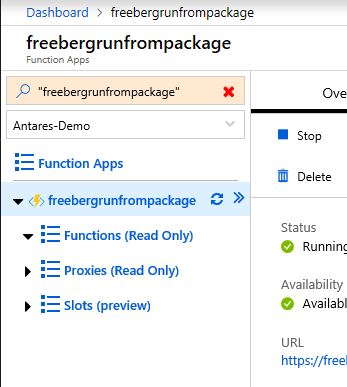 Dashboard > freebergrunfrompackage
freebergrunfrompackage
Function Apps
"freebergrunfrompackage"
Antares-Demo
Function Apps
freebergrunfrompackage
Functions (Read Only)
Proxies (Read Only)
Slots (preview)
Ove
Stop
Delete
Status
Running
Availability
Availabl
URL
https://freel